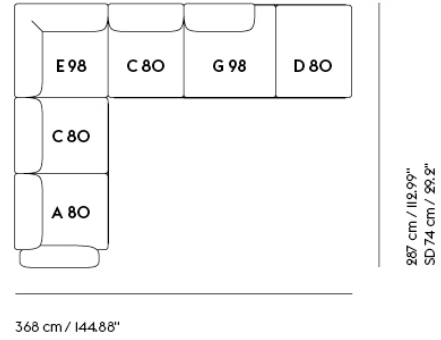 E 98 C 80 G 98 D 80
C 80
A 80
287 cm / 112.99"
SD 74 cm / 29.2"
368 cm / 144.88"